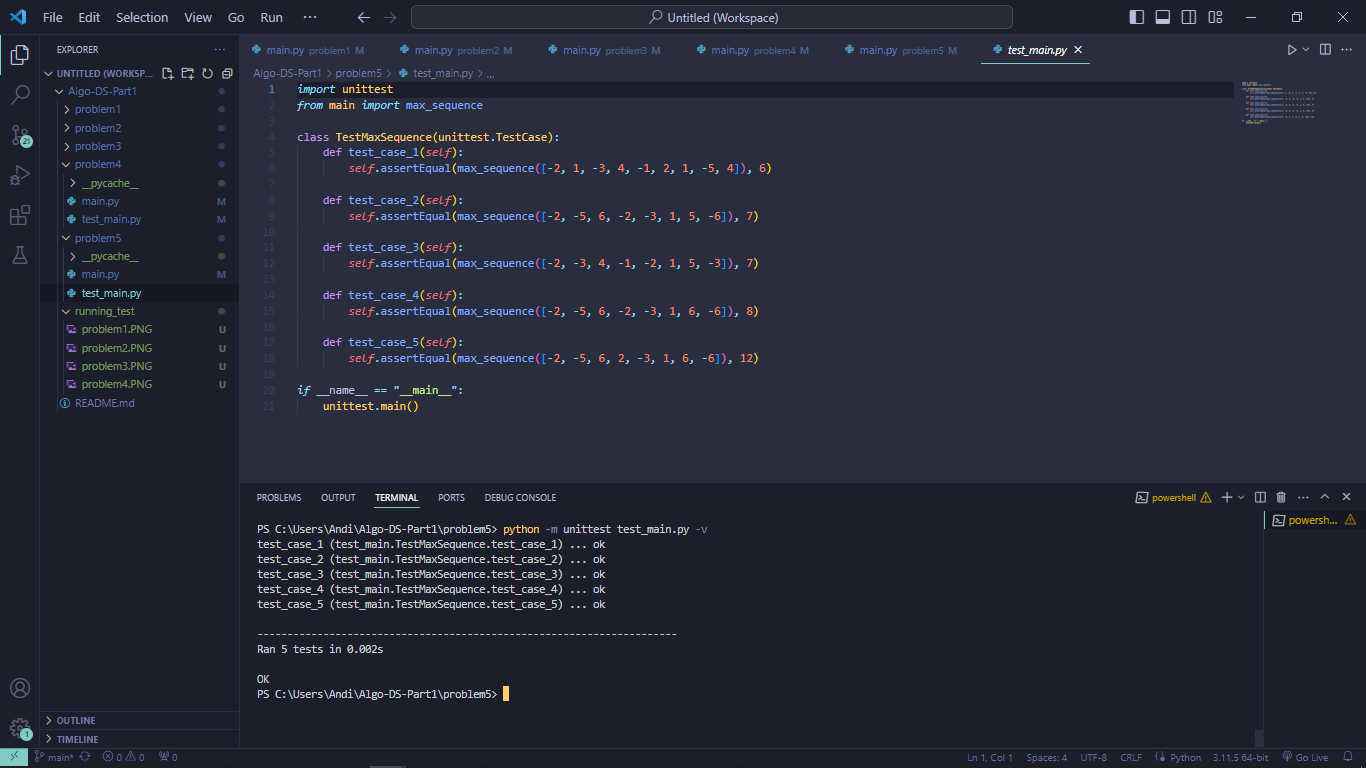 File Edit Selection View Go Run ··· Untitled (Workspace)
EXPLORER ···
UNTITLED (WORKSP...
Algo-DS-Part1
problem1
problem2
problem3
problem4
__pycache__
main.py M
test_main.py M
problem5
__pycache__
main.py M
test_main.py
running_test
problem1.PNG U
problem2.PNG U
problem3.PNG U
problem4.PNG U
README.md
OUTLINE
TIMELINE
21
1
main.py problem1 M main.py problem2 M main.py problem3 M main.py problem4 M main.py problem5 M test_main.py
Algo-DS-Part1 > problem5 > test_main.py > ...
1 import unittest
2 from main import max_sequence
3
4 class TestMaxSequence(unittest.TestCase):
5 def test_case_1(self):
6 self.assertEqual(max_sequence([-2, 1, -3, 4, -1, 2, 1, -5, 4]), 6)
7
8 def test_case_2(self):
9 self.assertEqual(max_sequence([-2, -5, 6, -2, -3, 1, 5, -6]), 7)
10
11 def test_case_3(self):
12 self.assertEqual(max_sequence([-2, -3, 4, -1, -2, 1, 5, -3]), 7)
13
14 def test_case_4(self):
15 self.assertEqual(max_sequence([-2, -5, 6, -2, -3, 1, 6, -6]), 8)
16
17 def test_case_5(self):
18 self.assertEqual(max_sequence([-2, -5, 6, 2, -3, 1, 6, -6]), 12)
19
20 if __name__ == "__main__":
21 unittest.main()
PROBLEMS OUTPUT TERMINAL PORTS DEBUG CONSOLE powershell
powersh...
PS C:\Users\Andi\Algo-DS-Part1\problem5> python -m unittest test_main.py -v
test_case_1 (test_main.TestMaxSequence.test_case_1) ... ok
test_case_2 (test_main.TestMaxSequence.test_case_2) ... ok
test_case_3 (test_main.TestMaxSequence.test_case_3) ... ok
test_case_4 (test_main.TestMaxSequence.test_case_4) ... ok
test_case_5 (test_main.TestMaxSequence.test_case_5) ... ok
----------------------------------------------------------------------
Ran 5 tests in 0.002s
OK
PS C:\Users\Andi\Algo-DS-Part1\problem5>
main* 0 0 0 Ln 1, Col 1 Spaces: 4 UTF-8 CRLF Python 3.11.5 64-bit Go Live